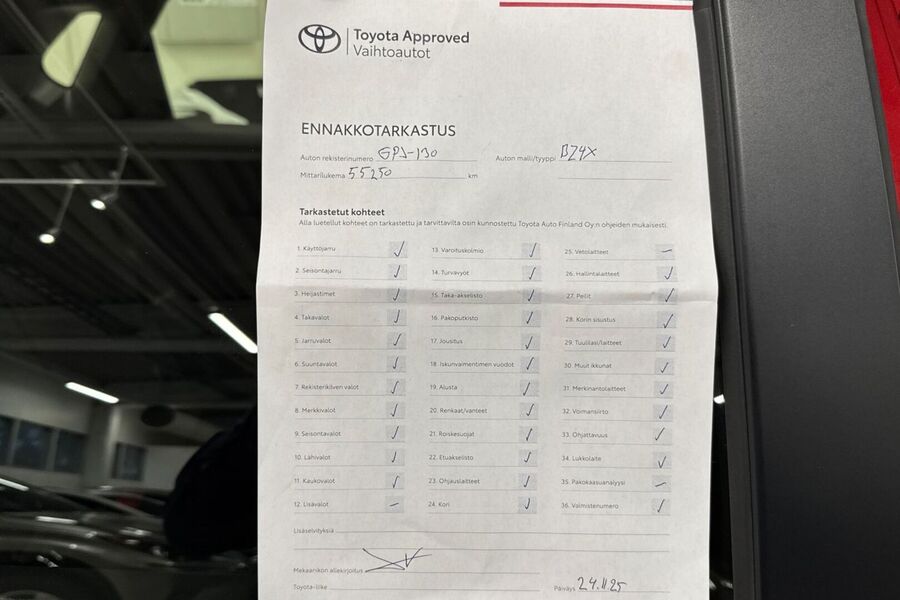 Toyota Approved
Vaihtoautot
ENNAKKOTARKASTUS
Auton rekisterinumero GPJ-130 Auton malli/tyyppi BZ4X
Mittarilukema 55250 km
Tarkastetut kohteet
Alla luetellut kohteet on tarkastettu ja tarvittavilta osin kunnostettu Toyota Auto Finland Oy:n ohjeiden mukaisesti.
1. Käyttöjarru ✓ 13. Varoituskolmio ✓ 25. Vetolaitteet –
2. Seisontajarru ✓ 14. Turvavyöt ✓ 26. Hallintalaitteet ✓
3. Heijastimet ✓ 15. Taka-akselisto ✓ 27. Peilit ✓
4. Takavalot ✓ 16. Pakoputkisto ✓ 28. Korin sisustus ✓
5. Jarruvalot ✓ 17. Jousitus ✓ 29. Tuulilasi/laitteet ✓
6. Suuntavalot ✓ 18. Iskunvaimentimen vuodot ✓ 30. Muut ikkunat ✓
7. Rekisterikilven valot ✓ 19. Alusta ✓ 31. Merkinantolaitteet ✓
8. Merkkivalot ✓ 20. Renkaat/vanteet ✓ 32. Voimansiirto ✓
9. Seisontavalot ✓ 21. Roiskesuojat ✓ 33. Ohjattavuus ✓
10. Lähivalot ✓ 22. Etuakselisto ✓ 34. Lukkolaite ✓
11. Kaukovalot ✓ 23. Ohjauslaitteet ✓ 35. Pakokaasuanalyysi –
12. Lisävalot – 24. Kori ✓ 36. Valmistenumero ✓
Lisäselvityksiä
Mekaanikon allekirjoitus
Toyota-liike Päiväys 24.11.25